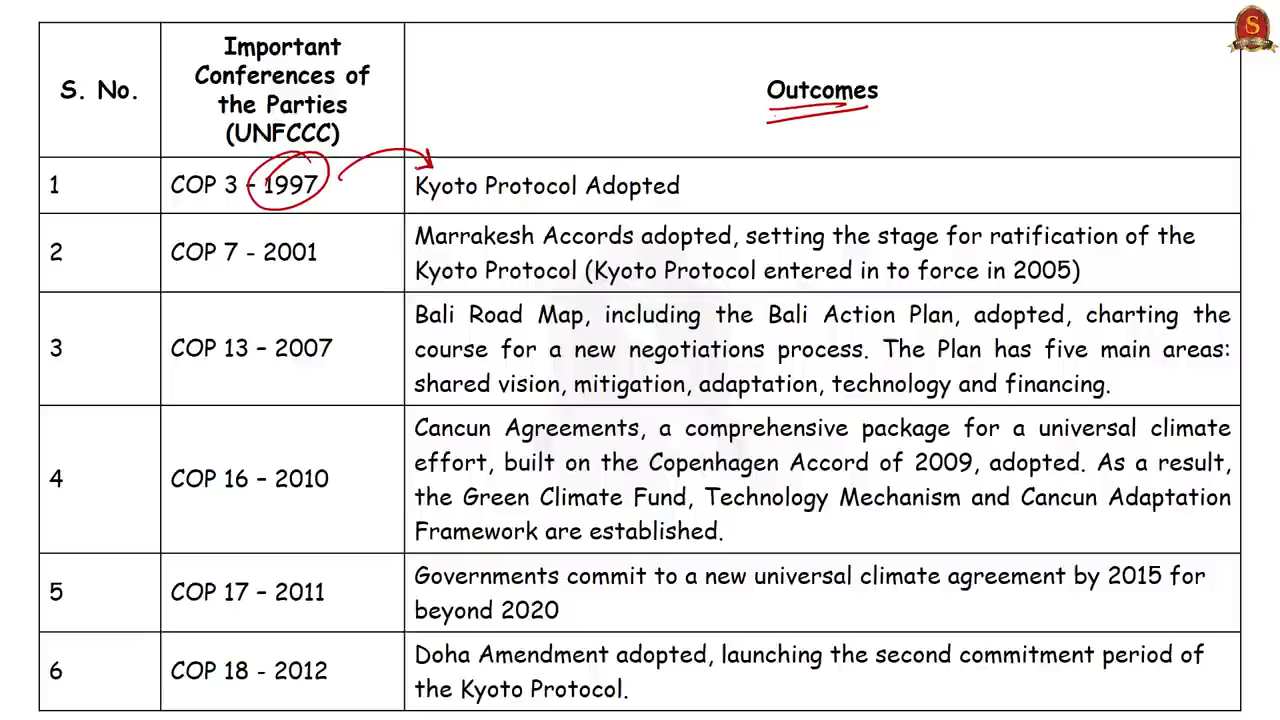 S. No.
Important
Conferences of
the Parties
(UNFCCC)
Outcomes
S
1
COP 3 - 1997
Kyoto Protocol Adopted
2
COP 7 - 2001
Marrakesh Accords adopted, setting the stage for ratification of the
Kyoto Protocol (Kyoto Protocol entered in to force in 2005)
3
COP 13 – 2007
Bali Road Map, including the Bali Action Plan, adopted, charting the
course for a new negotiations process. The Plan has five main areas:
shared vision, mitigation, adaptation, technology and financing.
4
COP 16 – 2010
Cancun Agreements, a comprehensive package for a universal climate
effort, built on the Copenhagen Accord of 2009, adopted. As a result,
the Green Climate Fund, Technology Mechanism and Cancun Adaptation
Framework are established.
5
COP 17 – 2011
Governments commit to a new universal climate agreement by 2015 for
beyond 2020
6
COP 18 - 2012
Doha Amendment adopted, launching the second commitment period of
the Kyoto Protocol.